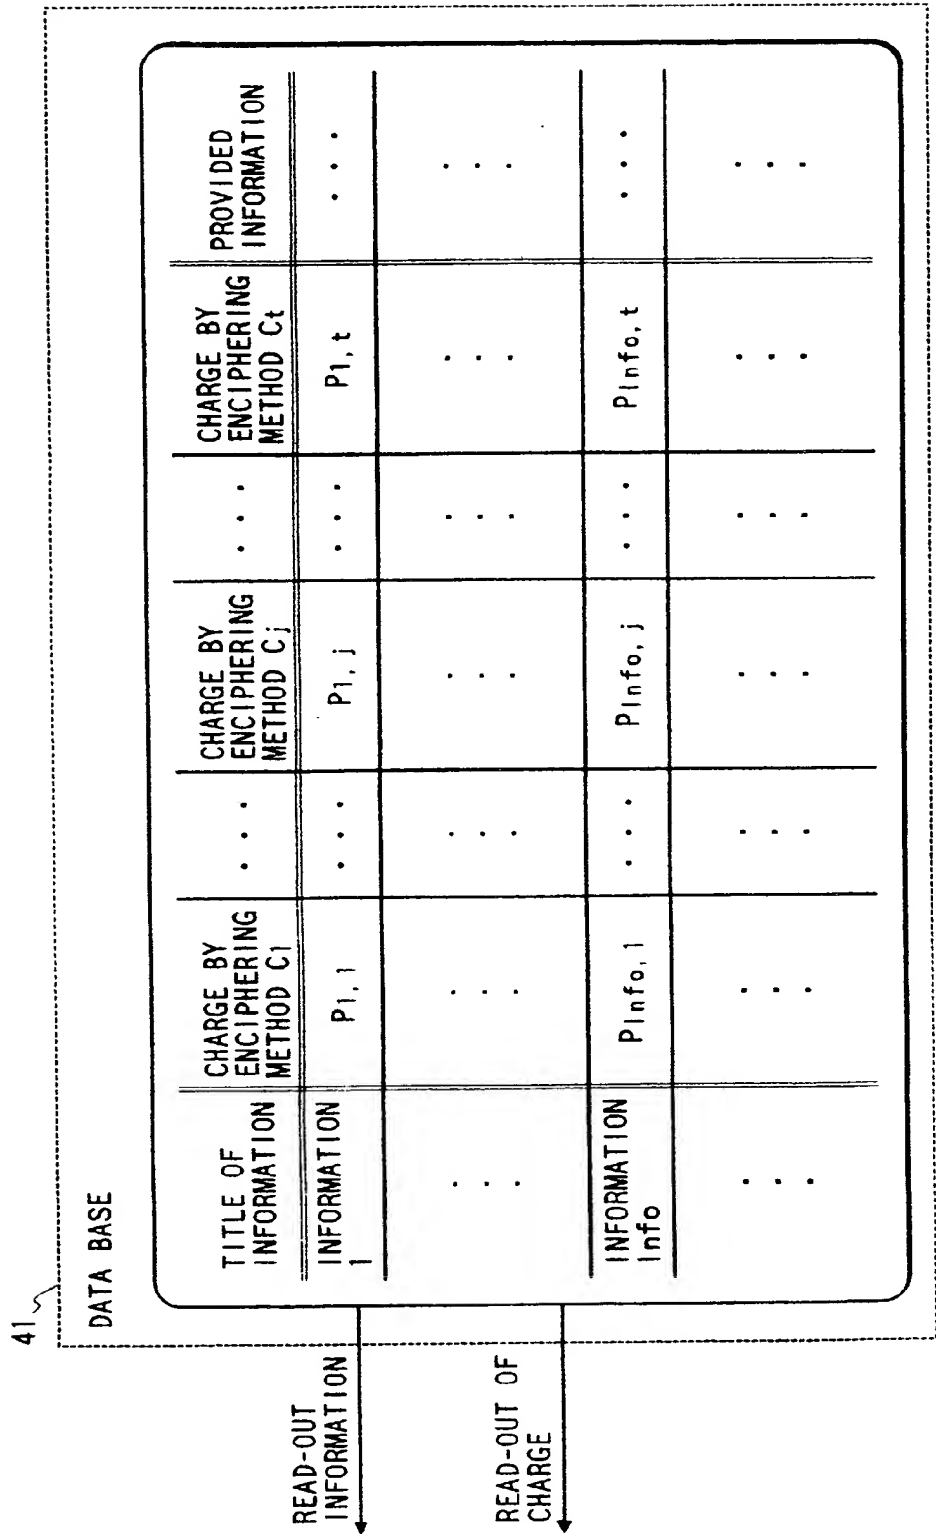 41
DATA BASE
TITLE OF INFORMATION
CHARGE BY ENCIPHERING METHOD C1
. . .
CHARGE BY ENCIPHERING METHOD Cj
. . .
CHARGE BY ENCIPHERING METHOD Ct
PROVIDED INFORMATION
INFORMATION 1
P1,1
. . .
P1,j
. . .
P1,t
. . .
. . .
. . .
. . .
. . .
. . .
. . .
. . .
INFORMATION Info
PInfo,1
. . .
PInfo,j
. . .
PInfo,t
. . .
. . .
. . .
. . .
. . .
. . .
. . .
. . .
READ-OUT INFORMATION
READ-OUT OF CHARGE